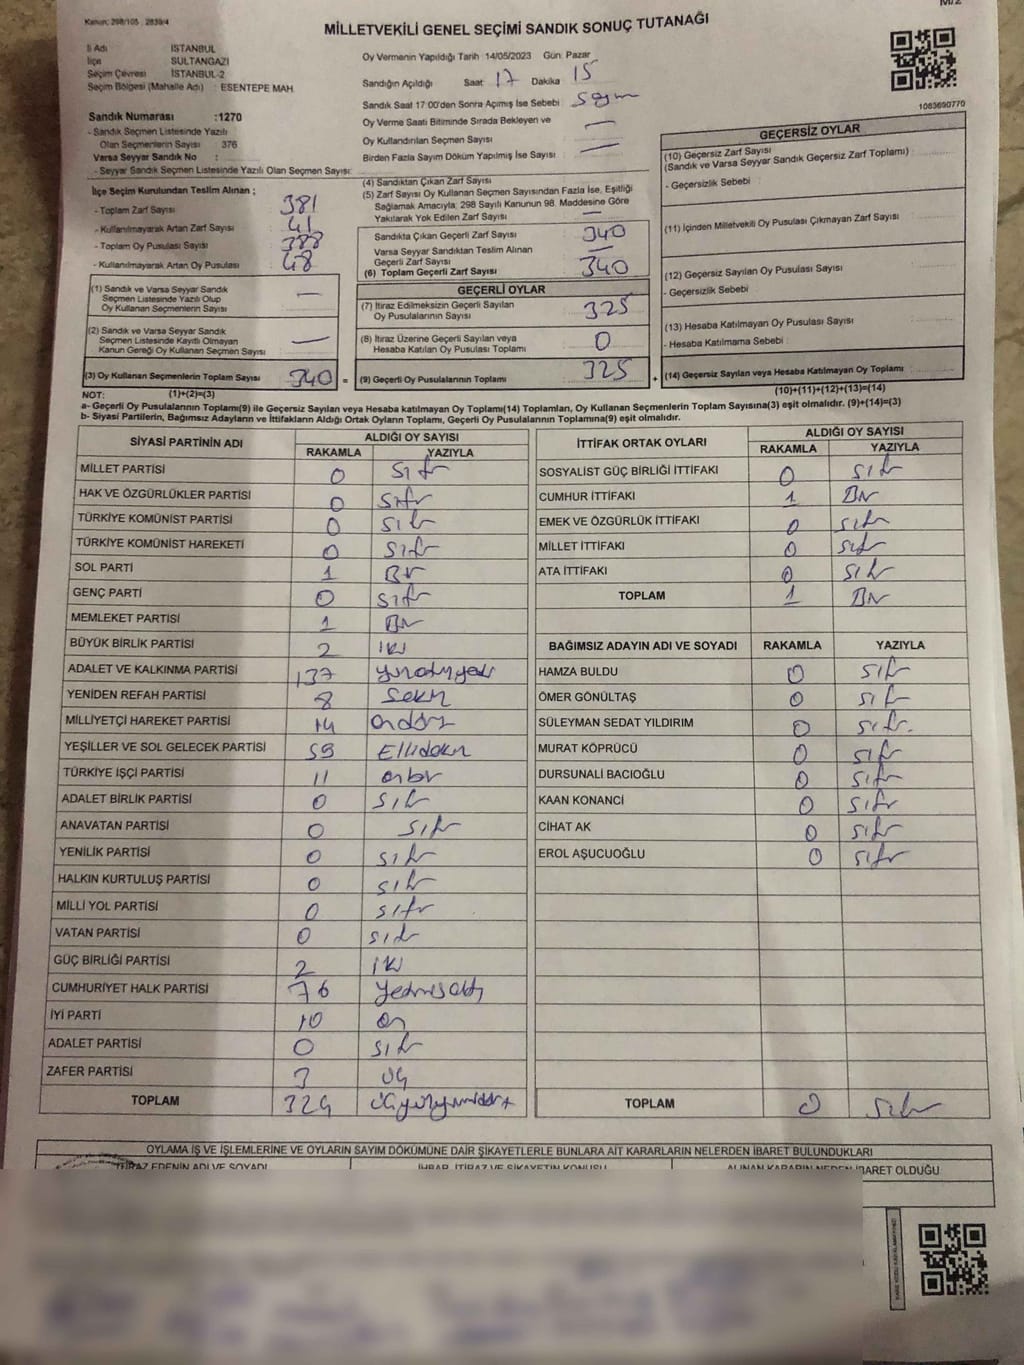 Kanun: 298/105 2839/4
M/2
MİLLETVEKİLİ GENEL SEÇİMİ SANDIK SONUÇ TUTANAĞI
İl Adı İSTANBUL
İlçe SULTANGAZİ
Seçim Çevresi İSTANBUL-2
Seçim Bölgesi (Mahalle Adı) : ESENTEPE MAH.
Sandık Numarası :1270
- Sandık Seçmen Listesinde Yazılı
Olan Seçmenlerin Sayısı 376
Varsa Seyyar Sandık No :
- Seyyar Sandık Seçmen Listesinde Yazılı Olan Seçmen Sayısı:
Oy Vermenin Yapıldığı Tarih 14/05/2023 Gün Pazar
Sandığın Açıldığı Saat 17 Dakika 15
Sandık Saat 17:00'den Sonra Açımış İse Sebebi Sayım
Oy Verme Saati Bitiminde Sırada Bekleyen ve —
Oy Kullandırılan Seçmen Sayısı
Birden Fazla Sayım Döküm Yapılmış İse Sayısı —
1083690770
İlçe Seçim Kurulundan Teslim Alınan ;
- Toplam Zarf Sayısı 381
- Kullanılmayarak Artan Zarf Sayısı 41
- Toplam Oy Pusulası Sayısı 388
- Kullanılmayarak Artan Oy Pusulası 48
(1) Sandık ve Varsa Seyyar Sandık
Seçmen Listesinde Yazılı Olup
Oy Kullanan Seçmenlerin Sayısı —
(2) Sandık ve Varsa Seyyar Sandık
Seçmen Listesinde Kayıtlı Olmayan
Kanun Gereği Oy Kullanan Seçmen Sayısı —
(3) Oy Kullanan Seçmenlerin Toplam Sayısı 340 =
(4) Sandıktan Çıkan Zarf Sayısı
(5) Zarf Sayısı Oy Kullanan Seçmen Sayısından Fazla İse, Eşitliği
Sağlamak Amacıyla; 298 Sayılı Kanunun 98. Maddesine Göre
Yakılarak Yok Edilen Zarf Sayısı —
Sandıkta Çıkan Geçerli Zarf Sayısı 340
Varsa Seyyar Sandıktan Teslim Alınan
Geçerli Zarf Sayısı —
(6) Toplam Geçerli Zarf Sayısı 340
GEÇERLİ OYLAR
(7) İtiraz Edilmeksizin Geçerli Sayılan
Oy Pusulalarının Sayısı 325
(8) İtiraz Üzerine Geçerli Sayılan veya
Hesaba Katılan Oy Pusulası Toplamı 0
(9) Geçerli Oy Pusulalarının Toplamı 325 +
GEÇERSİZ OYLAR
(10) Geçersiz Zarf Sayısı
(Sandık ve Varsa Seyyar Sandık Geçersiz Zarf Toplamı) :
- Geçersizlik Sebebi :
(11) İçinden Milletvekili Oy Pusulası Çıkmayan Zarf Sayısı :
(12) Geçersiz Sayılan Oy Pusulası Sayısı :
- Geçersizlik Sebebi :
(13) Hesaba Katılmayan Oy Pusulası Sayısı :
- Hesaba Katılmama Sebebi :
(14) Geçersiz Sayılan veya Hesaba Katılmayan Oy Toplamı
(10)+(11)+(12)+(13)=(14)
NOT: (1)+(2)=(3)
a- Geçerli Oy Pusulalarının Toplamı(9) ile Geçersiz Sayılan veya Hesaba katılmayan Oy Toplamı(14) Toplamları, Oy Kullanan Seçmenlerin Toplam Sayısına(3) eşit olmalıdır. (9)+(14)=(3)
b- Siyasi Partilerin, Bağımsız Adayların ve İttifakların Aldığı Ortak Oyların Toplamı, Geçerli Oy Pusulalarının Toplamına(9) eşit olmalıdır.
SİYASİ PARTİNİN ADI ALDIĞI OY SAYISI
RAKAMLA YAZIYLA
MİLLET PARTİSİ 0 Sıfır
HAK VE ÖZGÜRLÜKLER PARTİSİ 0 Sıfır
TÜRKİYE KOMÜNİST PARTİSİ 0 Sıfır
TÜRKİYE KOMÜNİST HAREKETİ 0 Sıfır
SOL PARTİ 1 Bir
GENÇ PARTİ 0 Sıfır
MEMLEKET PARTİSİ 1 Bir
BÜYÜK BİRLİK PARTİSİ 2 İki
ADALET VE KALKINMA PARTİSİ 137 yüzotuzyedi
YENİDEN REFAH PARTİSİ 8 Sekiz
MİLLİYETÇİ HAREKET PARTİSİ 14 ondört
YEŞİLLER VE SOL GELECEK PARTİSİ 59 Ellidokuz
TÜRKİYE İŞÇİ PARTİSİ 11 onbir
ADALET BİRLİK PARTİSİ 0 Sıfır
ANAVATAN PARTİSİ 0 Sıfır
YENİLİK PARTİSİ 0 Sıfır
HALKIN KURTULUŞ PARTİSİ 0 Sıfır
MİLLİ YOL PARTİSİ 0 Sıfır
VATAN PARTİSİ 0 Sıfır
GÜÇ BİRLİĞİ PARTİSİ 2 İki
CUMHURİYET HALK PARTİSİ 76 Yetmişaltı
İYİ PARTİ 10 on
ADALET PARTİSİ 0 Sıfır
ZAFER PARTİSİ 3 Üç
TOPLAM 324 üçyüzyirmidört
İTTİFAK ORTAK OYLARI ALDIĞI OY SAYISI
RAKAMLA YAZIYLA
SOSYALİST GÜÇ BİRLİĞİ İTTİFAKI 0 Sıfır
CUMHUR İTTİFAKI 1 Bir
EMEK VE ÖZGÜRLÜK İTTİFAKI 0 Sıfır
MİLLET İTTİFAKI 0 Sıfır
ATA İTTİFAKI 0 Sıfır
TOPLAM 1 Bir
BAĞIMSIZ ADAYIN ADI VE SOYADI RAKAMLA YAZIYLA
HAMZA BULDU 0 Sıfır
ÖMER GÖNÜLTAŞ 0 Sıfır
SÜLEYMAN SEDAT YILDIRIM 0 Sıfır.
MURAT KÖPRÜCÜ 0 Sıfır
DURSUNALİ BACIOĞLU 0 Sıfır
KAAN KONANCİ 0 Sıfır
CİHAT AK 0 Sıfır
EROL AŞUCUOĞLU 0 Sıfır
TOPLAM 0 Sıfır
OYLAMA İŞ VE İŞLEMLERİNE VE OYLARIN SAYIM DÖKÜMÜNE DAİR ŞİKAYETLERLE BUNLARA AİT KARARLARIN NELERDEN İBARET BULUNDUKLARI
İTİRAZ EDENİN ADI VE SOYADI İHBAR, İTİRAZ VE ŞİKAYETİN KONUSU ALINAN KARARIN NEDEN İBARET OLDUĞU